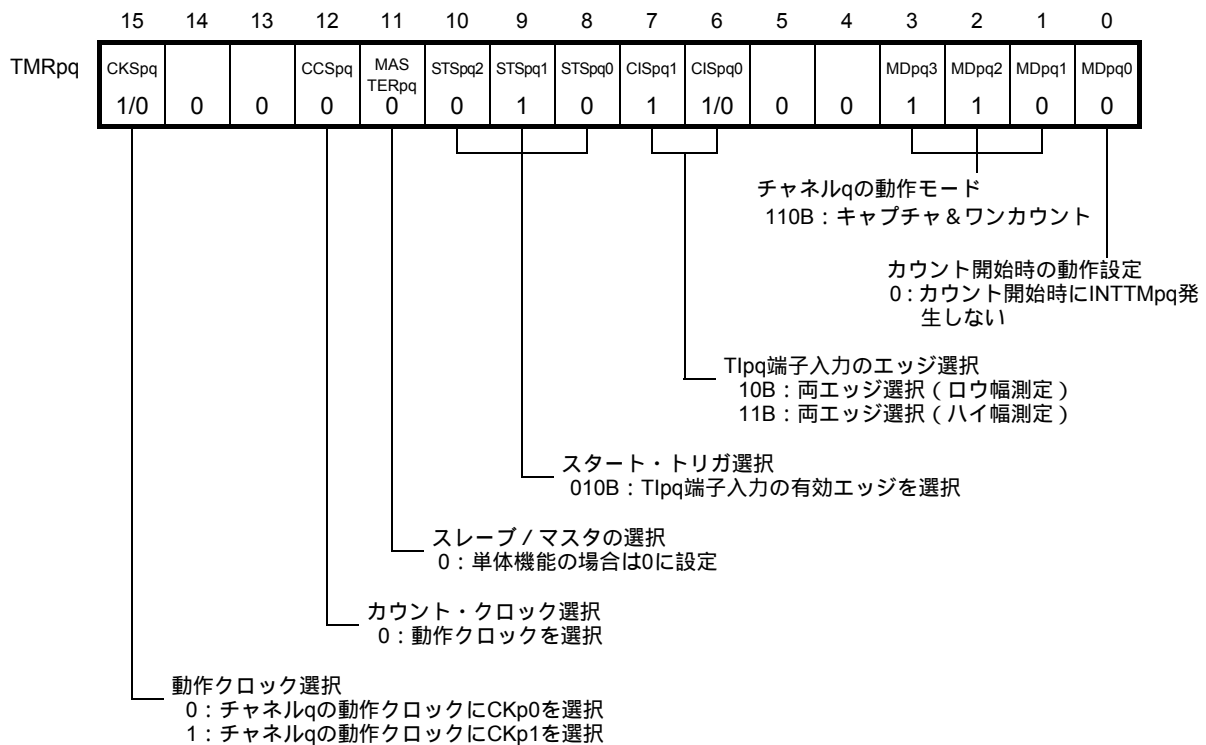 15 14 13 12 11 10 9 8 7 6 5 4 3 2 1 0
TMRpq CKSpq CCSpq MAS STSpq2 STSpq1 STSpq0 CISpq1 CISpq0 MDpq3 MDpq2 MDpq1 MDpq0
TERpq
1/0 0 0 0 0 0 1 0 1 1/0 0 0 1 1 0 0
チャネルqの動作モード
110B：キャプチャ＆ワンカウント
カウント開始時の動作設定
0：カウント開始時にINTTMpq発
生しない
TIpq端子入力のエッジ選択
10B：両エッジ選択（ロウ幅測定）
11B：両エッジ選択（ハイ幅測定）
スタート・トリガ選択
010B：TIpq端子入力の有効エッジを選択
スレーブ／マスタの選択
0：単体機能の場合は0に設定
カウント・クロック選択
0：動作クロックを選択
動作クロック選択
0：チャネルqの動作クロックにCKp0を選択
1：チャネルqの動作クロックにCKp1を選択